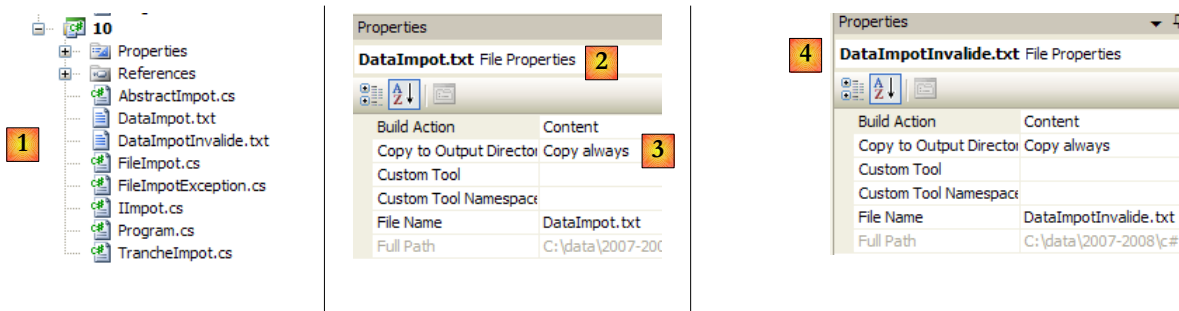 10
Properties
References
AbstractImpot.cs
DataImpot.txt
DataImpotInvalide.txt
FileImpot.cs
FileImpotException.cs
IImpot.cs
Program.cs
TrancheImpot.cs
1
Properties
DataImpot.txt File Properties
2
Build Action Content
Copy to Output Director Copy always
3
Custom Tool
Custom Tool Namespace
File Name DataImpot.txt
Full Path C:\data\2007-200
4
Properties
DataImpotInvalide.txt File Properties
Build Action Content
Copy to Output Director Copy always
Custom Tool
Custom Tool Namespace
File Name DataImpotInvalide.txt
Full Path C:\data\2007-2008\c#